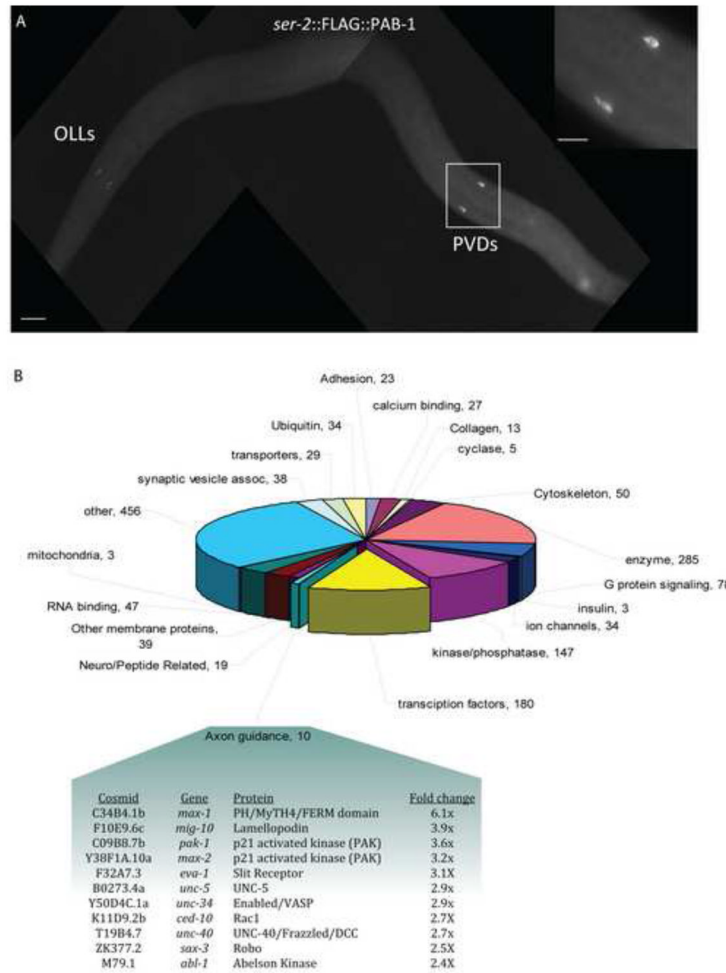 A
ser-2::FLAG::PAB-1
OLLs
PVDs
B
Adhesion, 23
calcium binding, 27
Collagen, 13
cyclase, 5
Cytoskeleton, 50
enzyme, 285
G protein signaling, 78
insulin, 3
ion channels, 34
kinase/phosphatase, 147
transciption factors, 180
Ubiquitin, 34
transporters, 29
synaptic vesicle assoc, 38
other, 456
mitochondria, 3
RNA binding, 47
Other membrane proteins,
39
Neuro/Peptide Related, 19
Axon guidance, 10
Cosmid Gene Protein Fold change
C34B4.1b max-1 PH/MyTH4/FERM domain 6.1x
F10E9.6c mig-10 Lamellopodin 3.9x
C09B8.7b pak-1 p21 activated kinase (PAK) 3.6x
Y38F1A.10a max-2 p21 activated kinase (PAK) 3.2x
F32A7.3 eva-1 Slit Receptor 3.1X
B0273.4a unc-5 UNC-5 2.9x
Y50D4C.1a unc-34 Enabled/VASP 2.9x
K11D9.2b ced-10 Rac1 2.7X
T19B4.7 unc-40 UNC-40/Frazzled/DCC 2.7x
ZK377.2 sax-3 Robo 2.5X
M79.1 abl-1 Abelson Kinase 2.4X